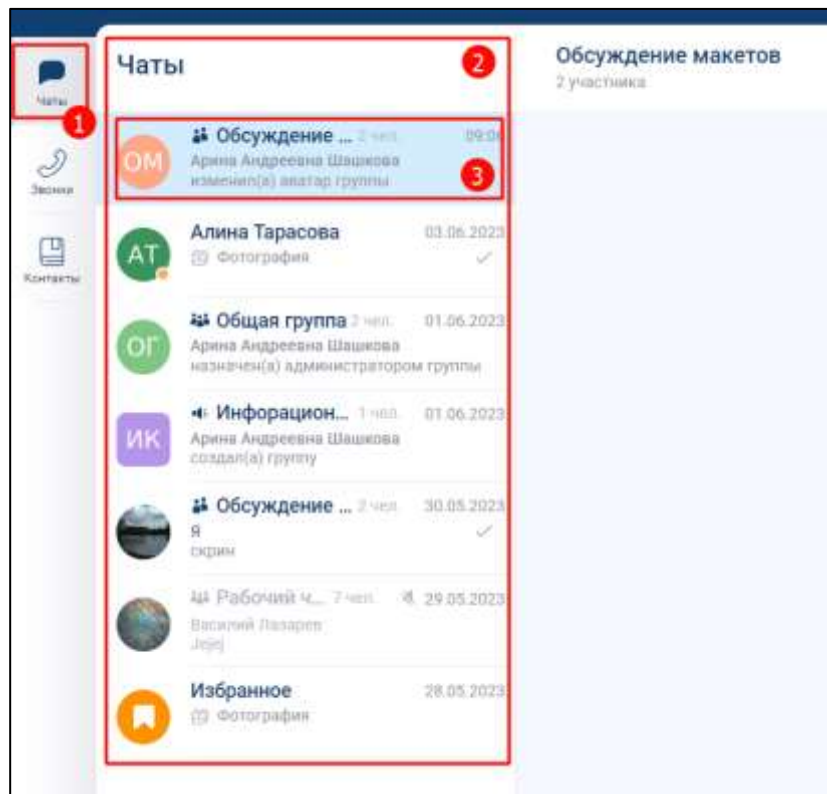 Чаты
1
Звонки
Контакты
Чаты
2
ОМ
Обсуждение ... 2 чел. 09:06
Арина Андреевна Шашкова
изменил(а) аватар группы
3
АТ
Алина Тарасова 03.06.2023
Фотография
ОГ
Общая группа 2 чел. 01.06.2023
Арина Андреевна Шашкова
назначен(а) администратором группы
ИК
Инфорацион... 1 чел. 01.06.2023
Арина Андреевна Шашкова
создал(а) группу
Обсуждение ... 2 чел. 30.05.2023
Я
скрин
Рабочий ч... 7 чел. 29.05.2023
Василий Лазарев
Jejej
Избранное 28.05.2023
Фотография
Обсуждение макетов
2 участника